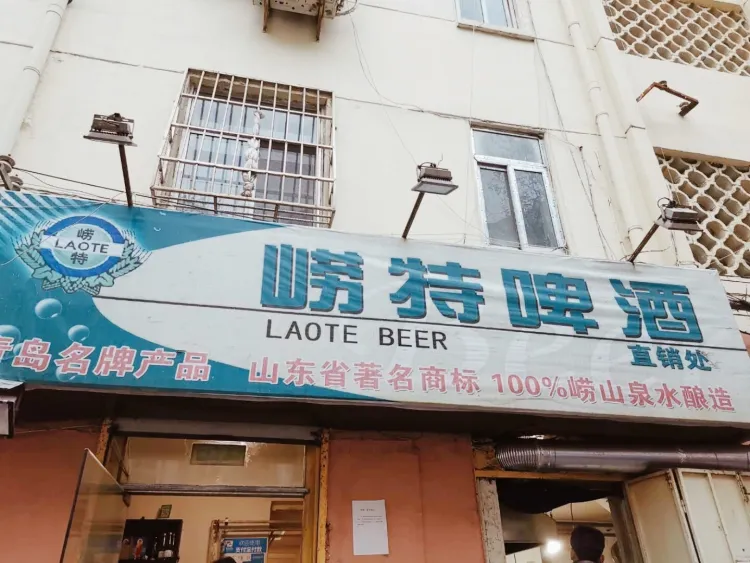 崂
LAOTE
特
崂特啤酒
LAOTE BEER
直销处
青岛名牌产品 山东省著名商标 100%崂山泉水酿造